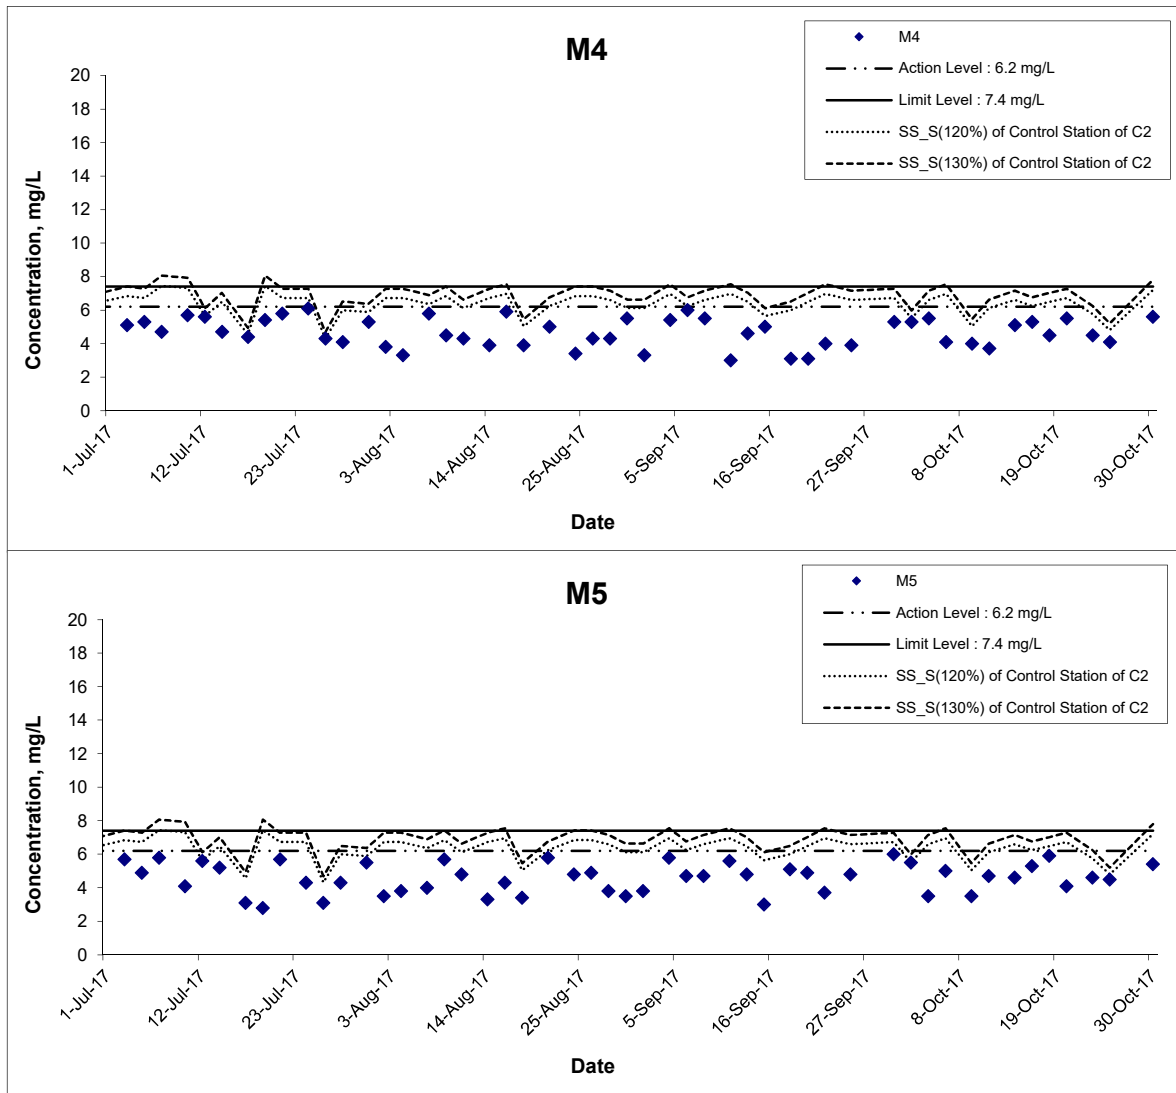 M4
M4
Action Level : 6.2 mg/L
Limit Level : 7.4 mg/L
SS_S(120%) of Control Station of C2
SS_S(130%) of Control Station of C2
Concentration, mg/L
20
18
16
14
12
10
8
6
4
2
0
1-Jul-17
12-Jul-17
23-Jul-17
3-Aug-17
14-Aug-17
25-Aug-17
5-Sep-17
16-Sep-17
27-Sep-17
8-Oct-17
19-Oct-17
30-Oct-17
Date
M5
M5
Action Level : 6.2 mg/L
Limit Level : 7.4 mg/L
SS_S(120%) of Control Station of C2
SS_S(130%) of Control Station of C2
Concentration, mg/L
20
18
16
14
12
10
8
6
4
2
0
1-Jul-17
12-Jul-17
23-Jul-17
3-Aug-17
14-Aug-17
25-Aug-17
5-Sep-17
16-Sep-17
27-Sep-17
8-Oct-17
19-Oct-17
30-Oct-17
Date